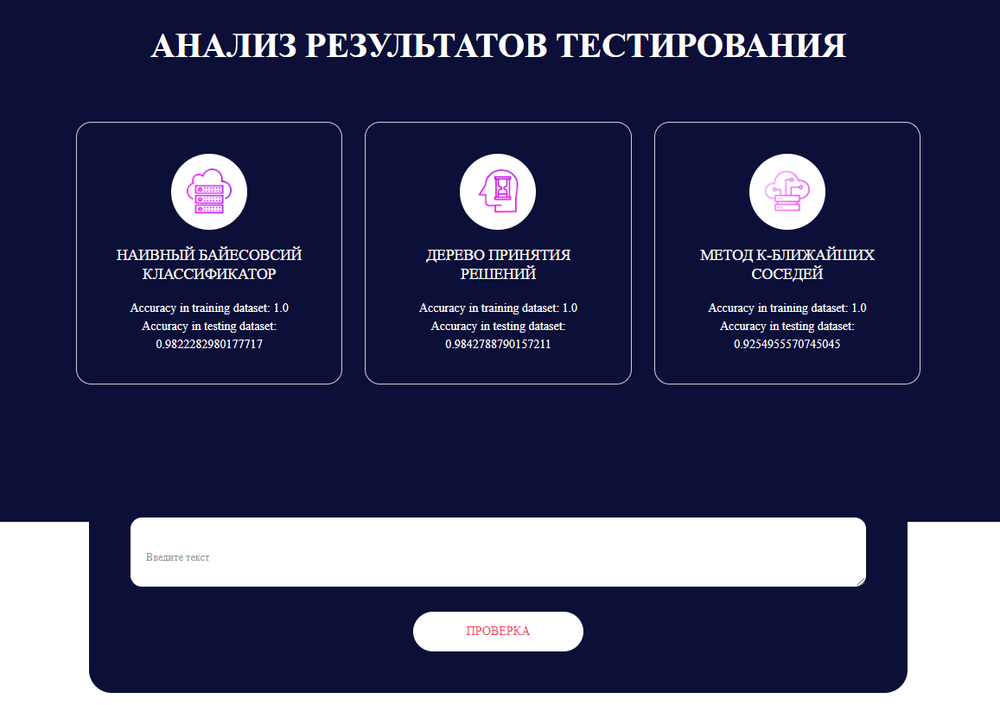 АНАЛИЗ РЕЗУЛЬТАТОВ ТЕСТИРОВАНИЯ
НАИВНЫЙ БАЙЕСОВСИЙ
КЛАССИФИКАТОР
Accuracy in training dataset: 1.0
Accuracy in testing dataset:
0.9822282980177717
ДЕРЕВО ПРИНЯТИЯ
РЕШЕНИЙ
Accuracy in training dataset: 1.0
Accuracy in testing dataset:
0.9842788790157211
МЕТОД К-БЛИЖАЙШИХ
СОСЕДЕЙ
Accuracy in training dataset: 1.0
Accuracy in testing dataset:
0.9254955570745045
Введите текст
ПРОВЕРКА